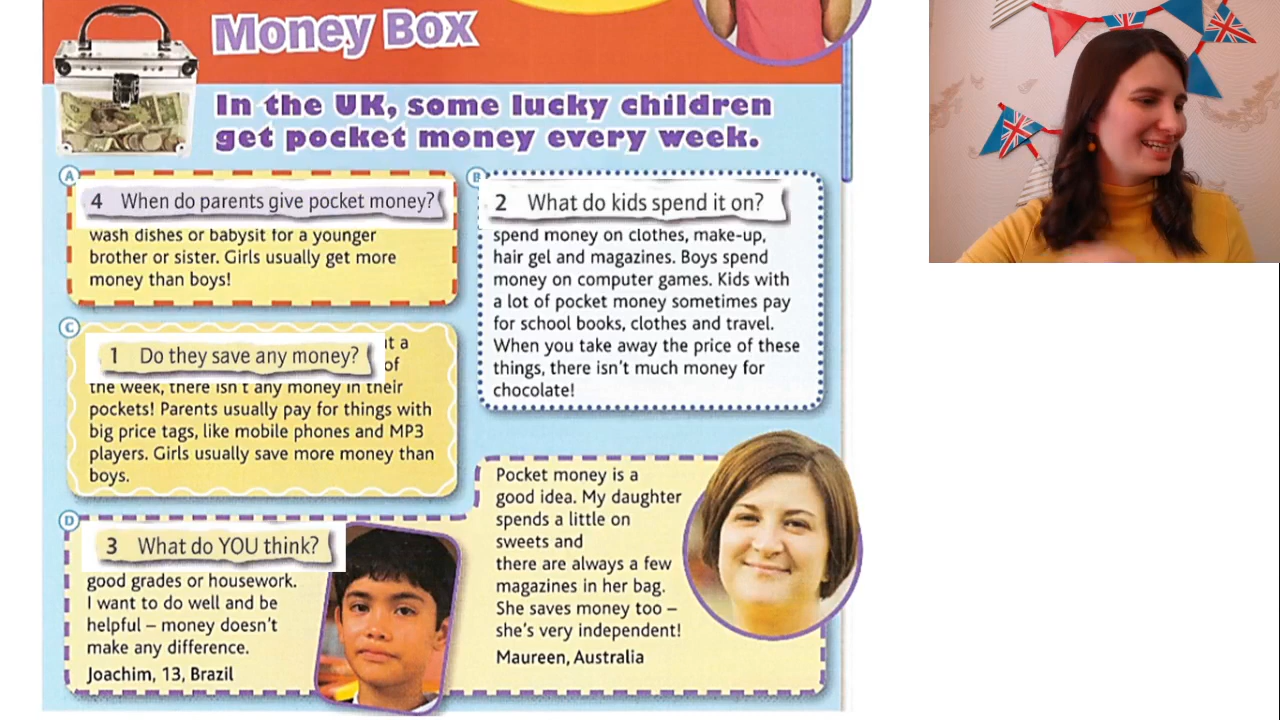 Money Box
In the UK, some lucky children
get pocket money every week.
A
4 When do parents give pocket money?
wash dishes or babysit for a younger
brother or sister. Girls usually get more
money than boys!
B
2 What do kids spend it on?
spend money on clothes, make-up,
hair gel and magazines. Boys spend
money on computer games. Kids with
a lot of pocket money sometimes pay
for school books, clothes and travel.
When you take away the price of these
things, there isn't much money for
chocolate!
C
1 Do they save any money?
a
of
the week, there isn't any money in their
pockets! Parents usually pay for things with
big price tags, like mobile phones and MP3
players. Girls usually save more money than
boys.
D
3 What do YOU think?
good grades or housework.
I want to do well and be
helpful – money doesn't
make any difference.
Joachim, 13, Brazil
Pocket money is a
good idea. My daughter
spends a little on
sweets and
there are always a few
magazines in her bag.
She saves money too –
she's very independent!
Maureen, Australia